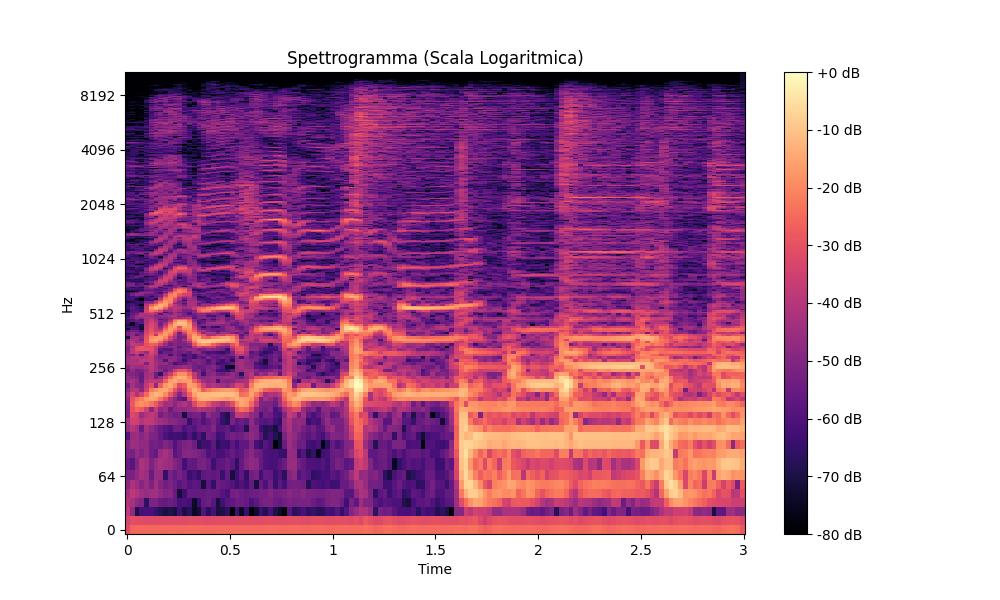 Spettrogramma (Scala Logaritmica)
Hz
8192
4096
2048
1024
512
256
128
64
0
0
0.5
1
1.5
2
2.5
3
Time
+0 dB
-10 dB
-20 dB
-30 dB
-40 dB
-50 dB
-60 dB
-70 dB
-80 dB